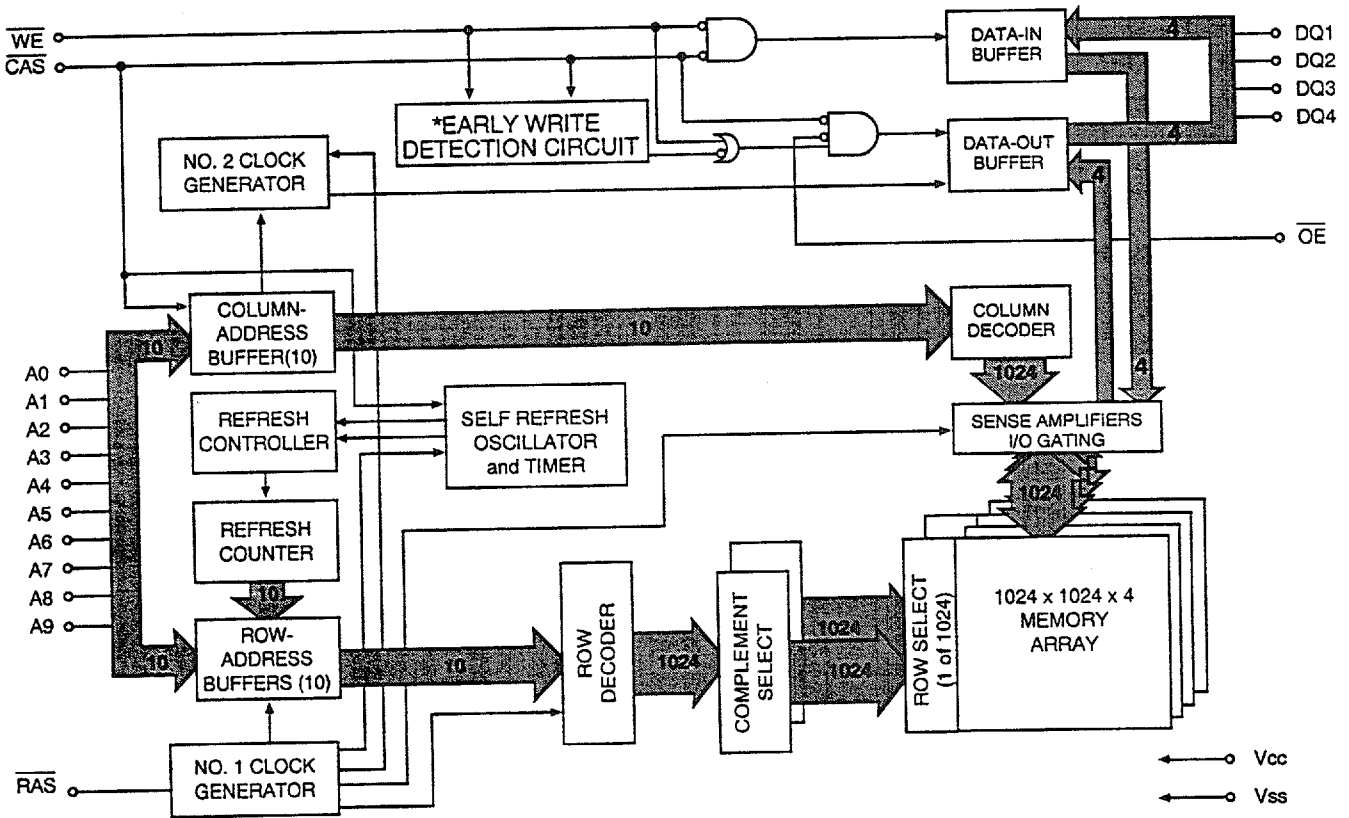 WE
CAS
DATA-IN
BUFFER
4
DQ1
DQ2
DQ3
DQ4
*EARLY WRITE
DETECTION CIRCUIT
DATA-OUT
BUFFER
4
4
NO. 2 CLOCK
GENERATOR
OE
COLUMN-
ADDRESS
BUFFER(10)
10
10
COLUMN
DECODER
1024
4
A0
A1
A2
A3
A4
A5
A6
A7
A8
A9
REFRESH
CONTROLLER
SELF REFRESH
OSCILLATOR
and TIMER
SENSE AMPLIFIERS
I/O GATING
1024
REFRESH
COUNTER
10
ROW-
ADDRESS
BUFFERS (10)
10
10
ROW
DECODER
1024
COMPLEMENT
SELECT
1024
1024
ROW SELECT
(1 of 1024)
1024 x 1024 x 4
MEMORY
ARRAY
RAS
NO. 1 CLOCK
GENERATOR
Vcc
Vss